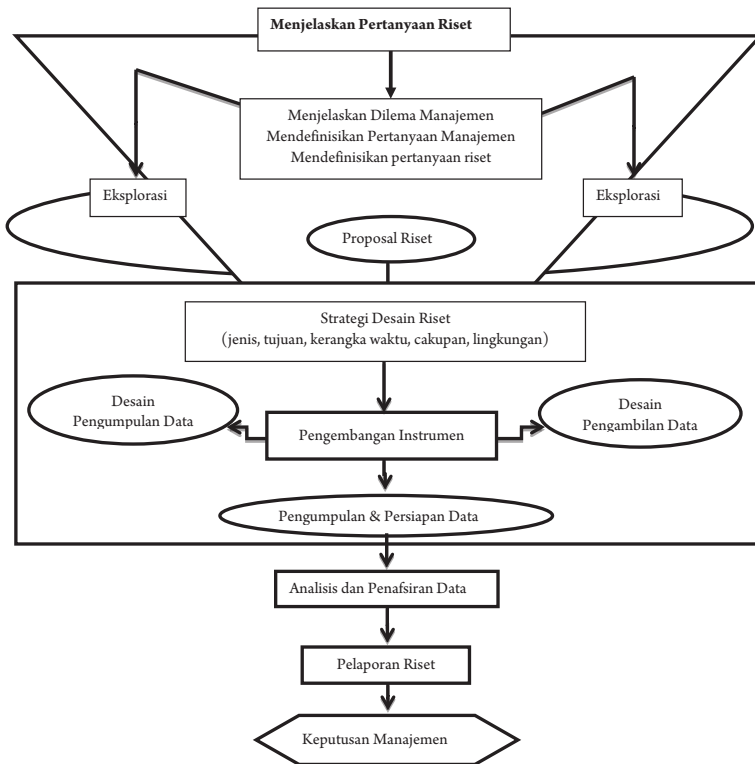 Menjelaskan Pertanyaan Riset
Menjelaskan Dilema Manajemen
Mendefinisikan Pertanyaan Manajemen
Mendefinisikan pertanyaan riset
Eksplorasi
Eksplorasi
Proposal Riset
Strategi Desain Riset
(jenis, tujuan, kerangka waktu, cakupan, lingkungan)
Desain
Pengumpulan Data
Pengembangan Instrumen
Desain
Pengambilan Data
Pengumpulan & Persiapan Data
Analisis dan Penafsiran Data
Pelaporan Riset
Keputusan Manajemen